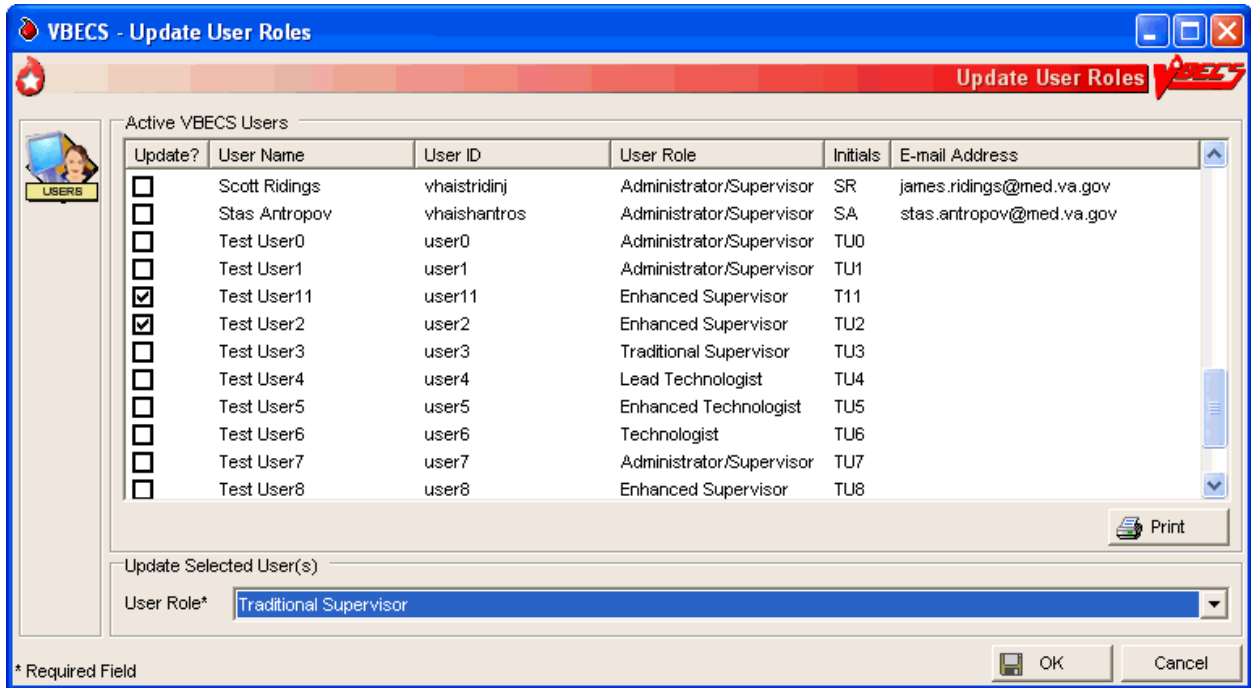 VBECS - Update User Roles
Update User Roles VBECS
USERS
Active VBECS Users
Update? User Name User ID User Role Initials E-mail Address
Scott Ridings vhaistridinj Administrator/Supervisor SR james.ridings@med.va.gov
Stas Antropov vhaishantros Administrator/Supervisor SA stas.antropov@med.va.gov
Test User0 user0 Administrator/Supervisor TU0
Test User1 user1 Administrator/Supervisor TU1
Test User11 user11 Enhanced Supervisor T11
Test User2 user2 Enhanced Supervisor TU2
Test User3 user3 Traditional Supervisor TU3
Test User4 user4 Lead Technologist TU4
Test User5 user5 Enhanced Technologist TU5
Test User6 user6 Technologist TU6
Test User7 user7 Administrator/Supervisor TU7
Test User8 user8 Enhanced Supervisor TU8
Print
Update Selected User(s)
User Role* Traditional Supervisor
* Required Field OK Cancel